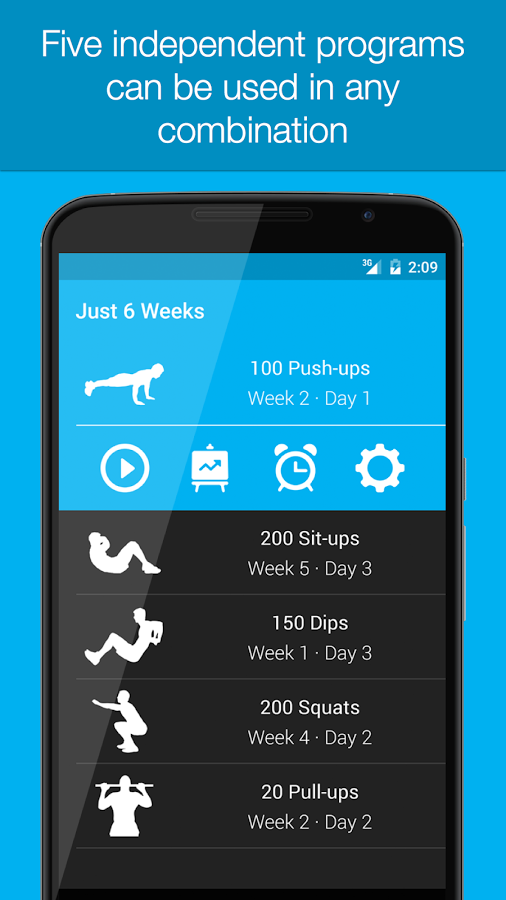 Five independent programs
can be used in any
combination
3G 2:09
Just 6 Weeks
100 Push-ups
Week 2 · Day 1
200 Sit-ups
Week 5 · Day 3
150 Dips
Week 1 · Day 3
200 Squats
Week 4 · Day 2
20 Pull-ups
Week 2 · Day 2